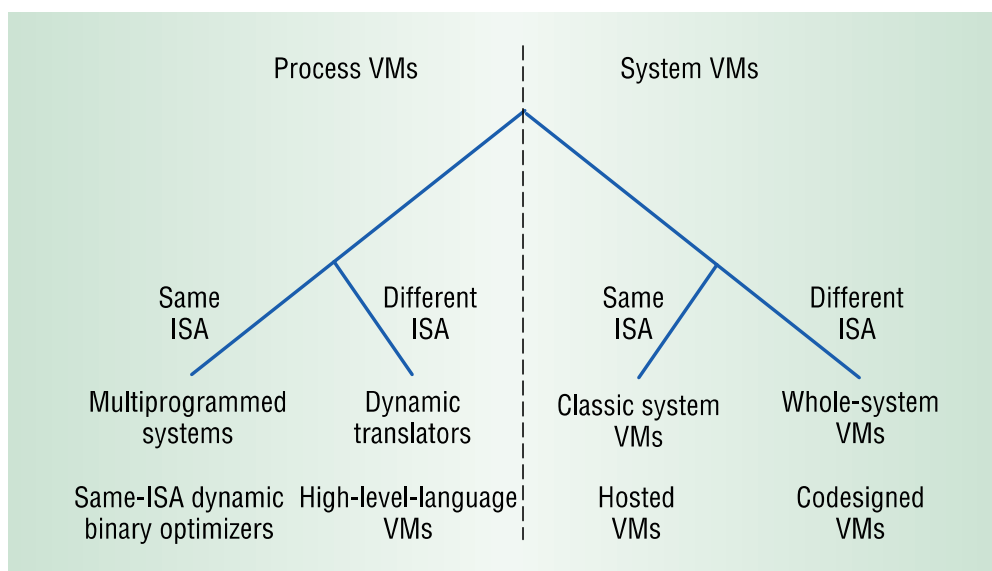 Process VMs
System VMs
Same
ISA
Different
ISA
Same
ISA
Different
ISA
Multiprogrammed
systems
Dynamic
translators
Classic system
VMs
Whole-system
VMs
Same-ISA dynamic
binary optimizers
High-level-language
VMs
Hosted
VMs
Codesigned
VMs